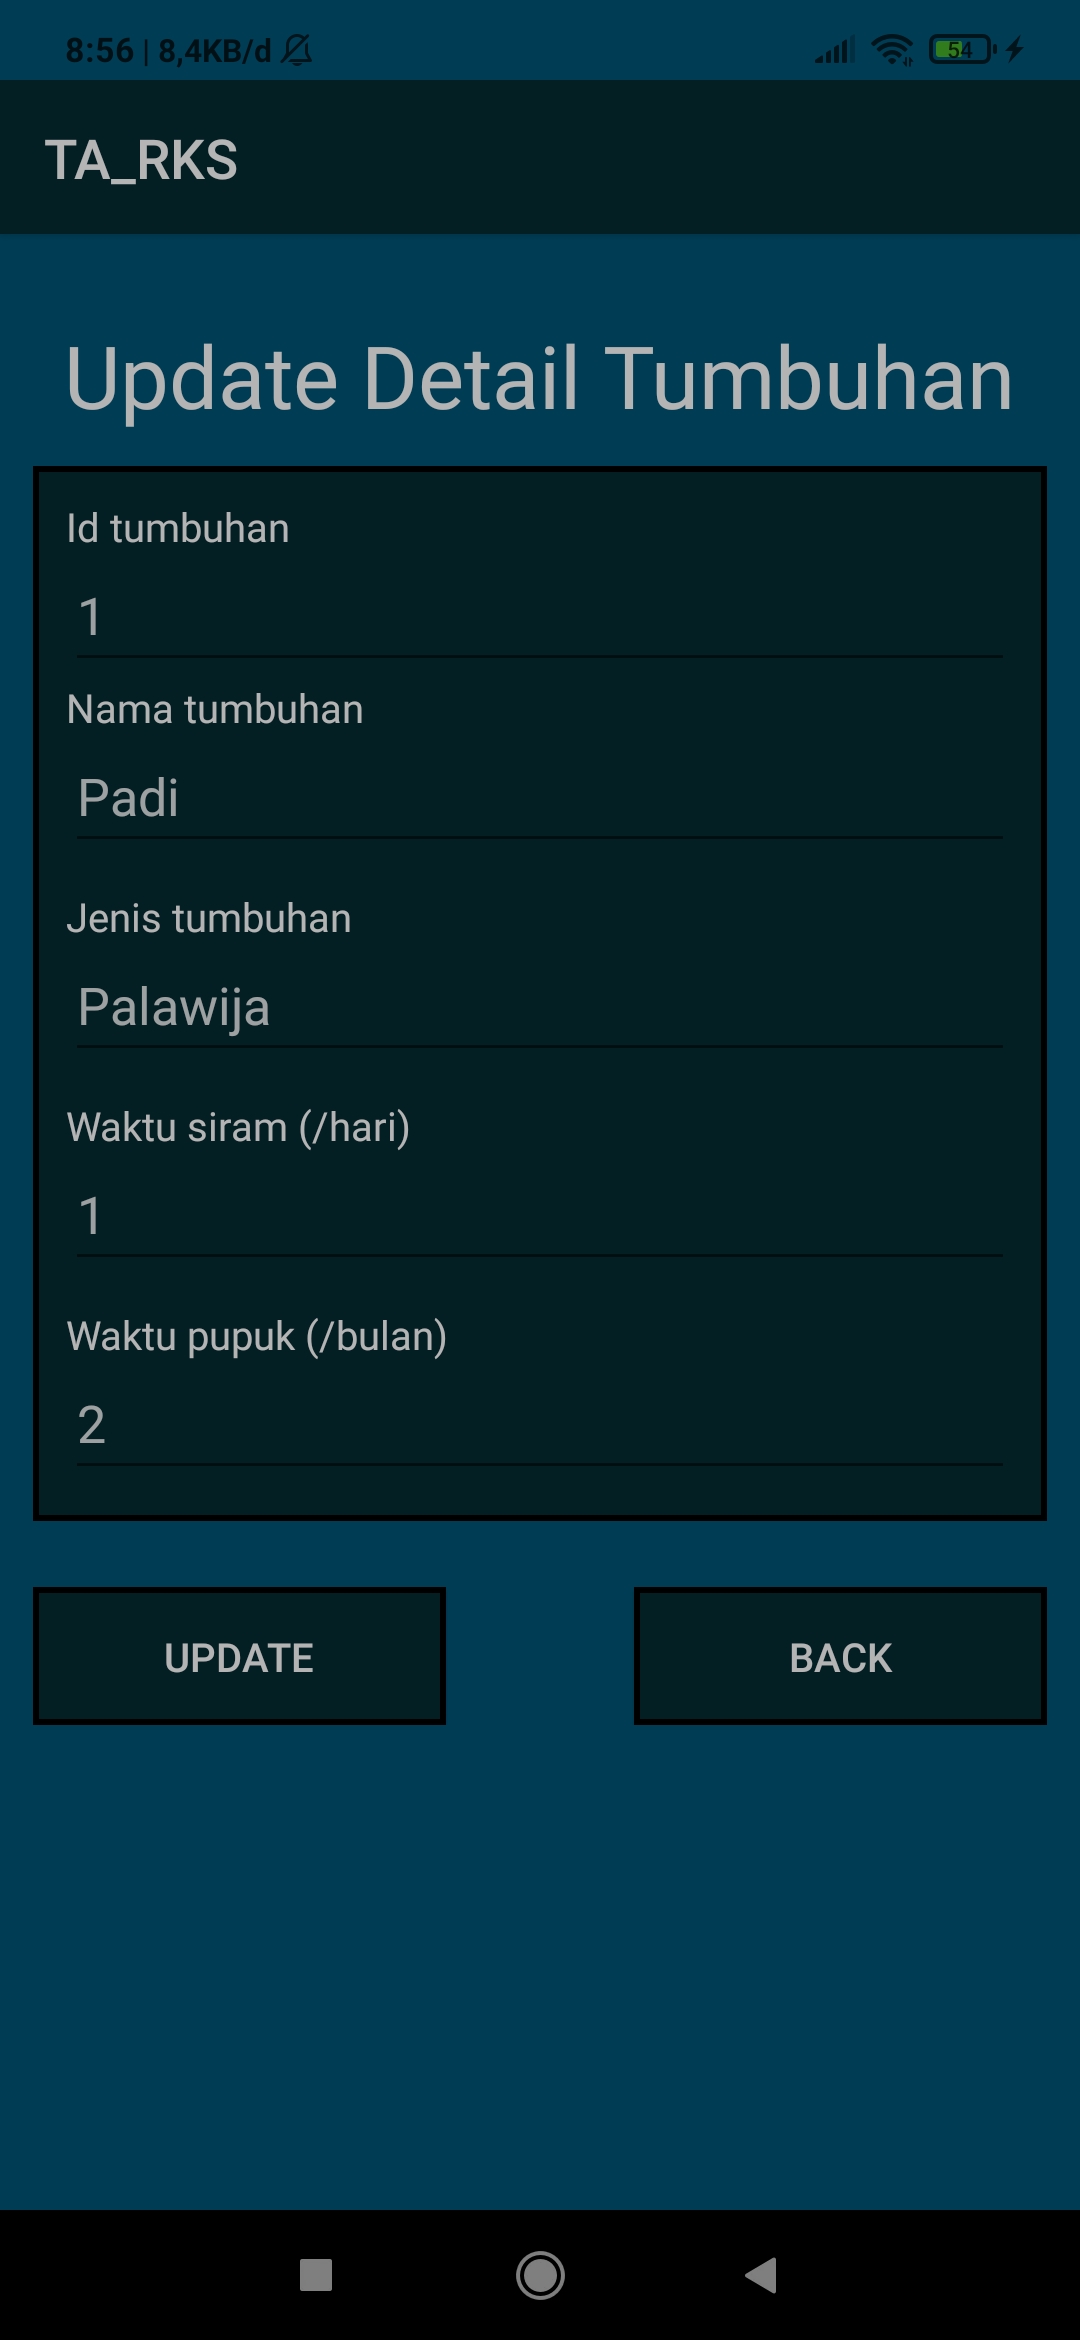 8:56 | 8,4KB/d
54
TA_RKS
Update Detail Tumbuhan
Id tumbuhan
1
Nama tumbuhan
Padi
Jenis tumbuhan
Palawija
Waktu siram (/hari)
1
Waktu pupuk (/bulan)
2
UPDATE
BACK